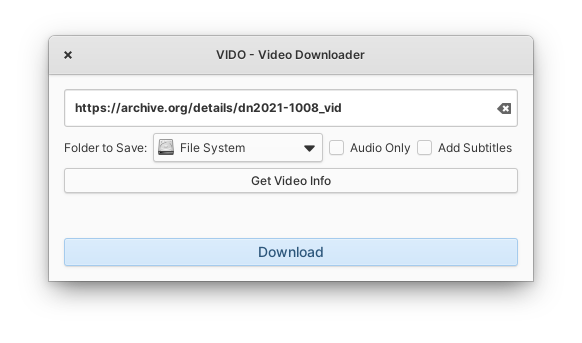 VIDO - Video Downloader
https://archive.org/details/dn2021-1008_vid
Folder to Save: File System Audio Only Add Subtitles
Get Video Info
Download